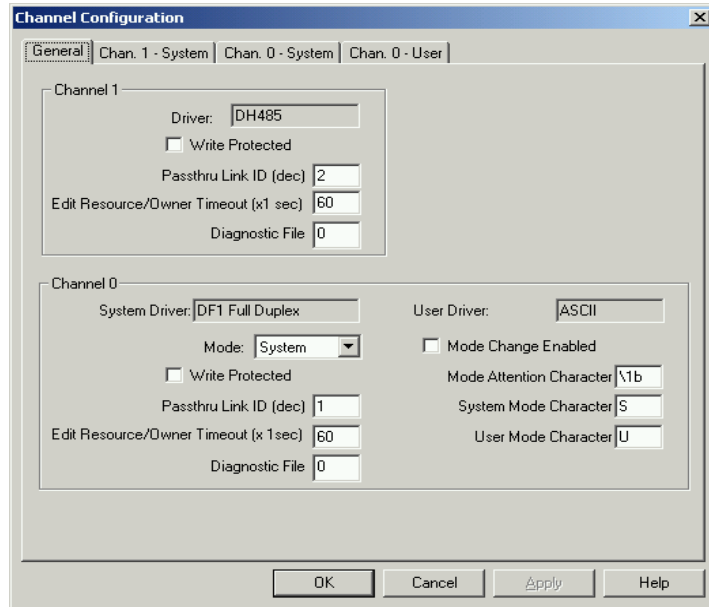 Channel Configuration
General
Chan. 1 - System
Chan. 0 - System
Chan. 0 - User
Channel 1
Driver: DH485
Write Protected
Passthru Link ID (dec) 2
Edit Resource/Owner Timeout (x1 sec) 60
Diagnostic File 0
Channel 0
System Driver: DF1 Full Duplex
Mode: System
Write Protected
Passthru Link ID (dec) 1
Edit Resource/Owner Timeout (x 1sec) 60
Diagnostic File 0
User Driver: ASCII
Mode Change Enabled
Mode Attention Character \1b
System Mode Character S
User Mode Character U
OK
Cancel
Apply
Help